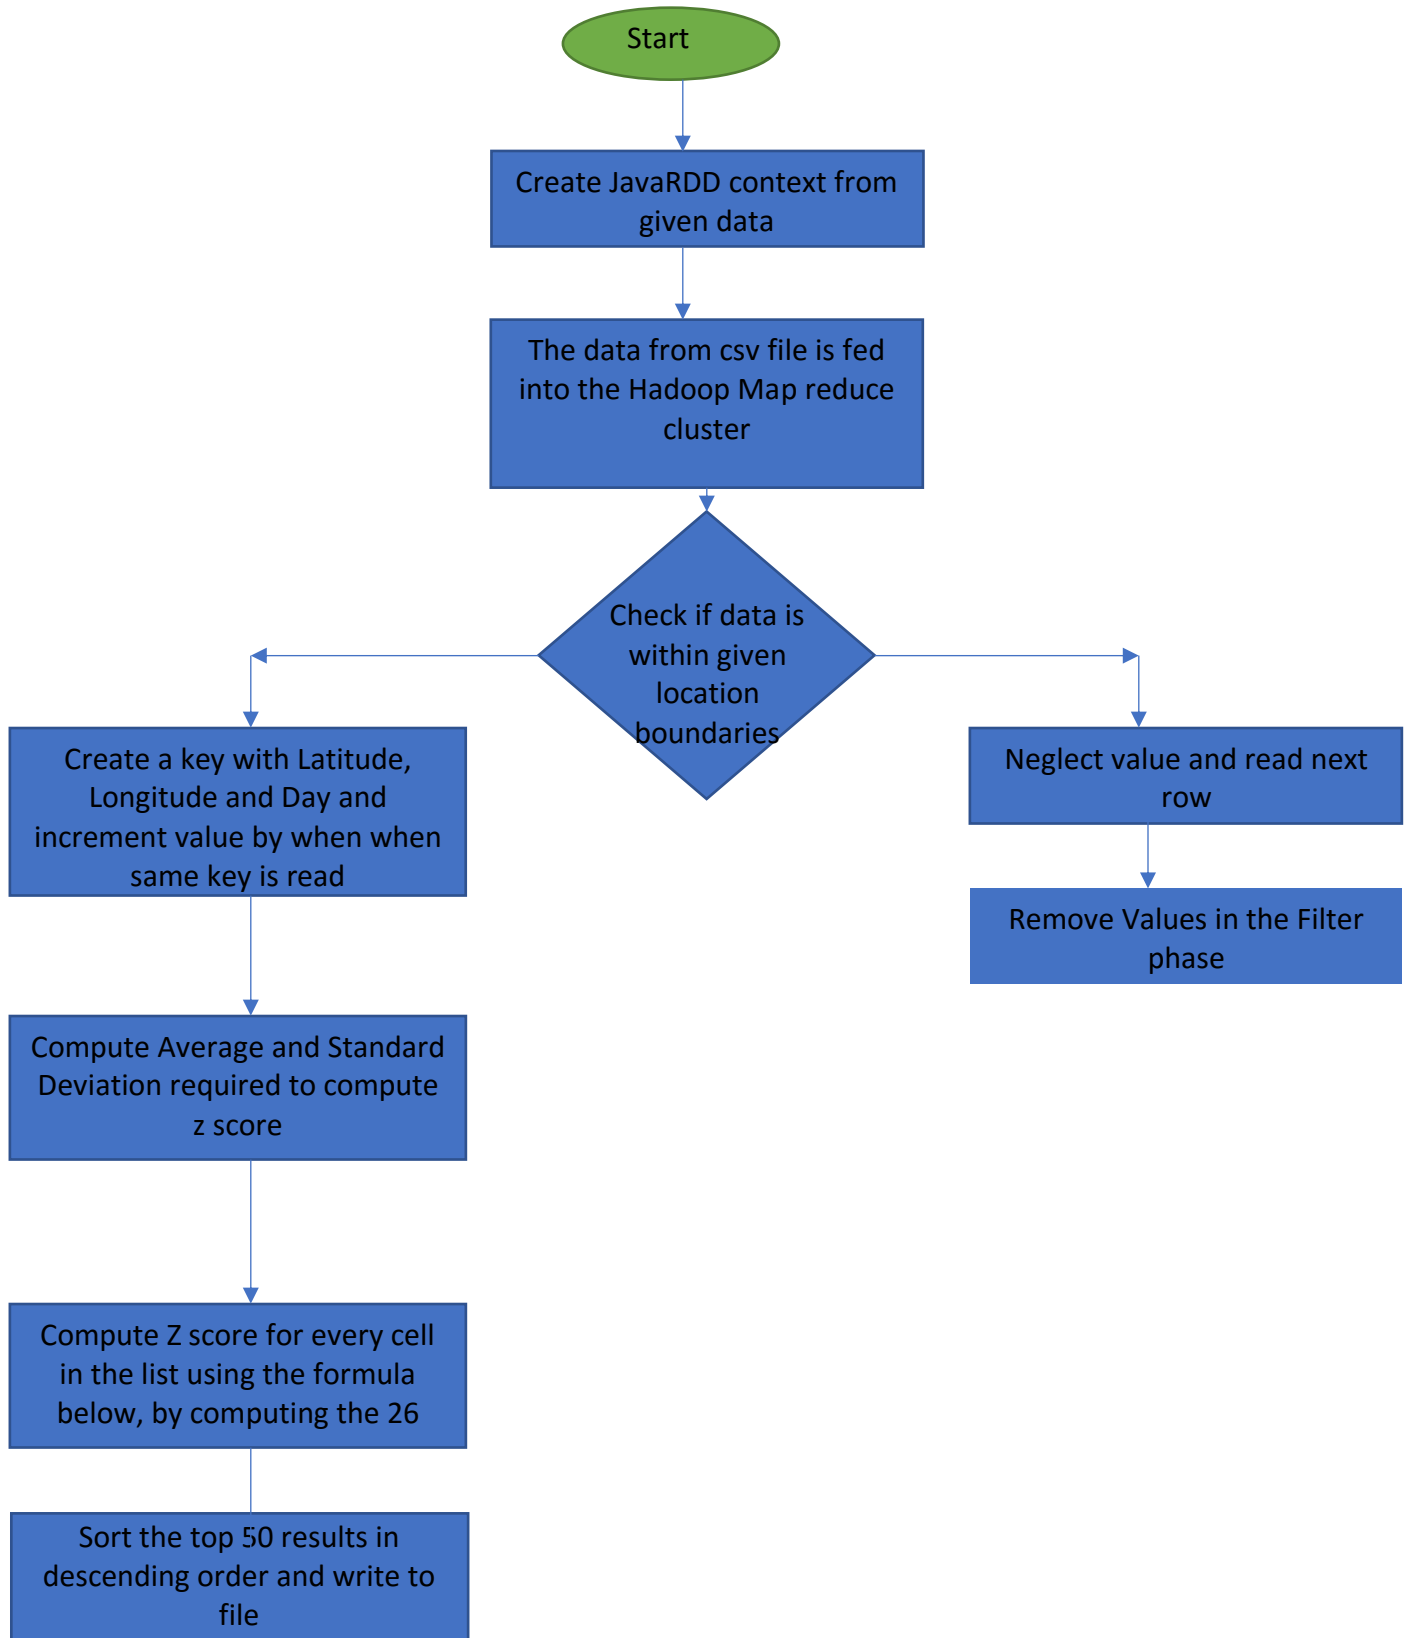 Start
Create JavaRDD context from
given data
The data from csv file is fed
into the Hadoop Map reduce
cluster
Check if data is
within given
location
boundaries
Create a key with Latitude,
Longitude and Day and
increment value by when when
same key is read
Neglect value and read next
row
Remove Values in the Filter
phase
Compute Average and Standard
Deviation required to compute
z score
Compute Z score for every cell
in the list using the formula
below, by computing the 26
Sort the top 50 results in
descending order and write to
file